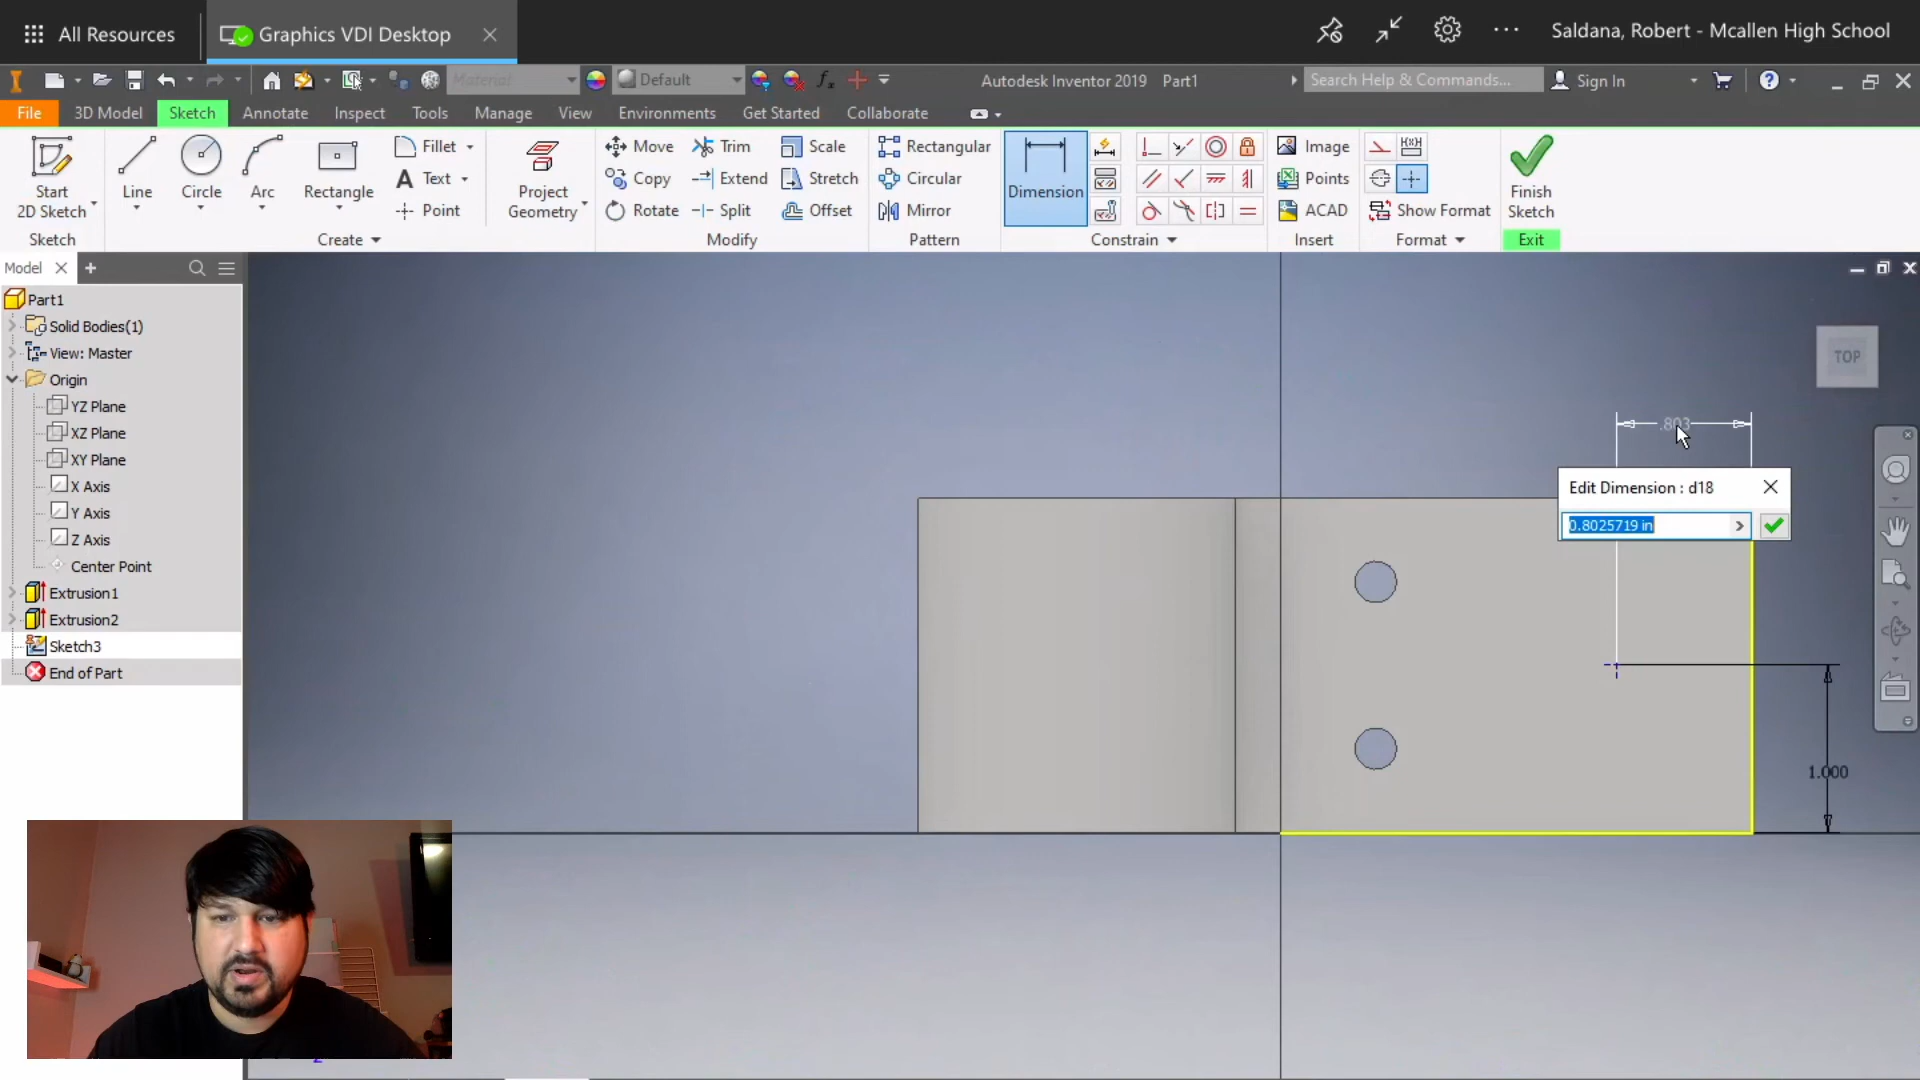 All Resources
Graphics VDI Desktop
Saldana, Robert - Mcallen High School
Material
Default
Autodesk Inventor 2019 Part1
Search Help & Commands...
Sign In
File 3D Model Sketch Annotate Inspect Tools Manage View Environments Get Started Collaborate
Start
2D Sketch
Line
Circle
Arc
Rectangle
Fillet
Text
Point
Project
Geometry
Move
Copy
Rotate
Trim
Extend
Split
Scale
Stretch
Offset
Rectangular
Circular
Mirror
Dimension
Image
Points
ACAD
Show Format
Finish
Sketch
Sketch Create Modify Pattern Constrain Insert Format Exit
Model
Part1
Solid Bodies(1)
View: Master
Origin
YZ Plane
XZ Plane
XY Plane
X Axis
Y Axis
Z Axis
Center Point
Extrusion1
Extrusion2
Sketch3
End of Part
TOP
.803
Edit Dimension : d18
0.8025719 in
1.000